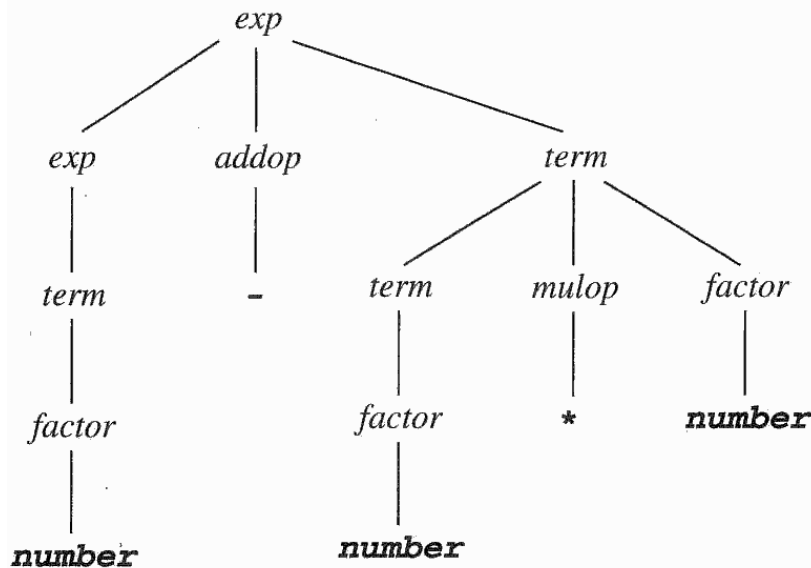 exp
exp addop term
term - term mulop factor
factor factor * number
number number